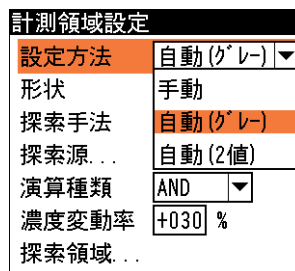 計測領域設定
設定方法 自動(ｸﾞﾚｰ)
形状 手動
探索手法 自動(ｸﾞﾚｰ)
探索源... 自動(2値)
演算種類 AND
濃度変動率 +030 %
探索領域...